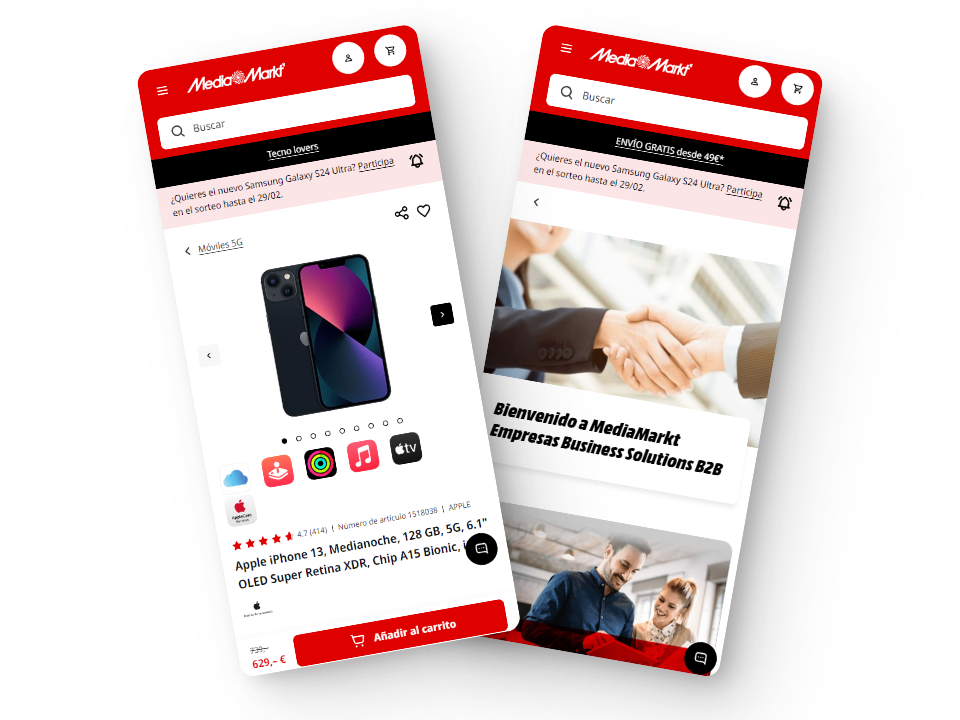 MediaMarkt
Buscar
Tecno lovers
¿Quieres el nuevo Samsung Galaxy S24 Ultra? Participa
en el sorteo hasta el 29/02.
Móviles 5G
tv
AppleCare
4.7 (414) | Número de artículo 1518038 | APPLE
Apple iPhone 13, Medianoche, 128 GB, 5G, 6.1"
OLED Super Retina XDR, Chip A15 Bionic, i
739,-
629,- €
Añadir al carrito
MediaMarkt
Buscar
ENVÍO GRATIS desde 49€*
¿Quieres el nuevo Samsung Galaxy S24 Ultra? Participa
en el sorteo hasta el 29/02.
Bienvenido a MediaMarkt
Empresas Business Solutions B2B